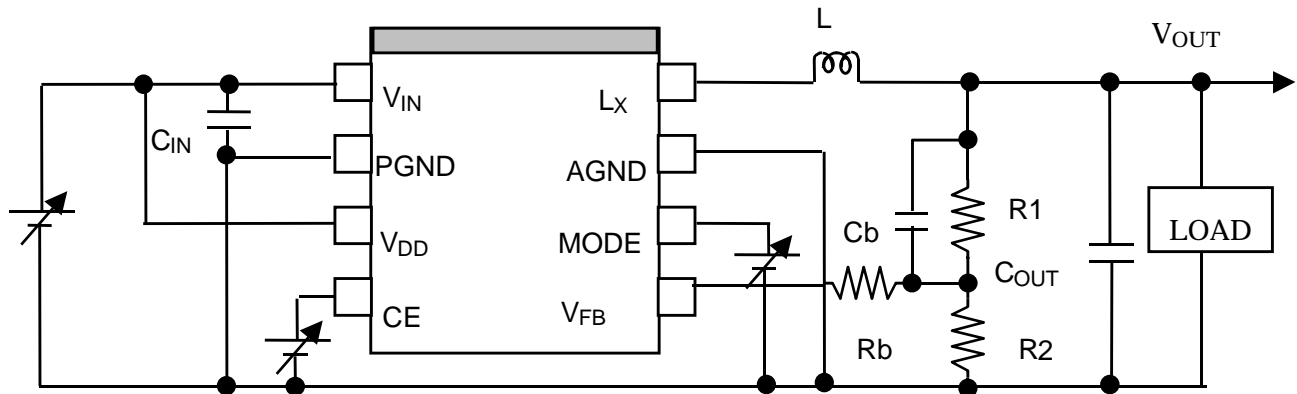 L
VOUT
VIN
LX
CIN
PGND
AGND
R1
Cb
LOAD
VDD
MODE
COUT
CE
VFB
Rb
R2